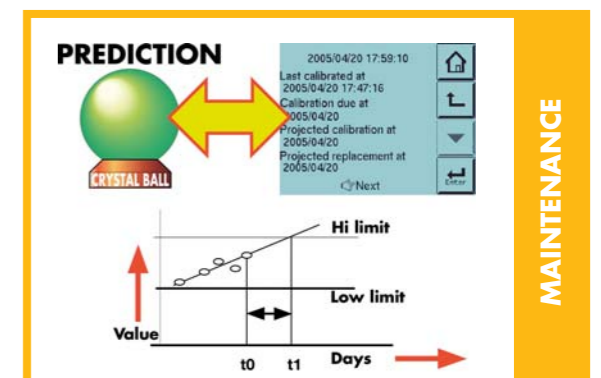 PREDICTION
CRYSTAL BALL
2005/04/20 17:59:10
Last calibrated at
2005/04/20 17:47:16
Calibration due at
2005/04/20
Projected calibration at
2005/04/20
Projected replacement at
2005/04/20
Next
Enter
MAINTENANCE
Hi limit
Low limit
Value
t0 t1 Days